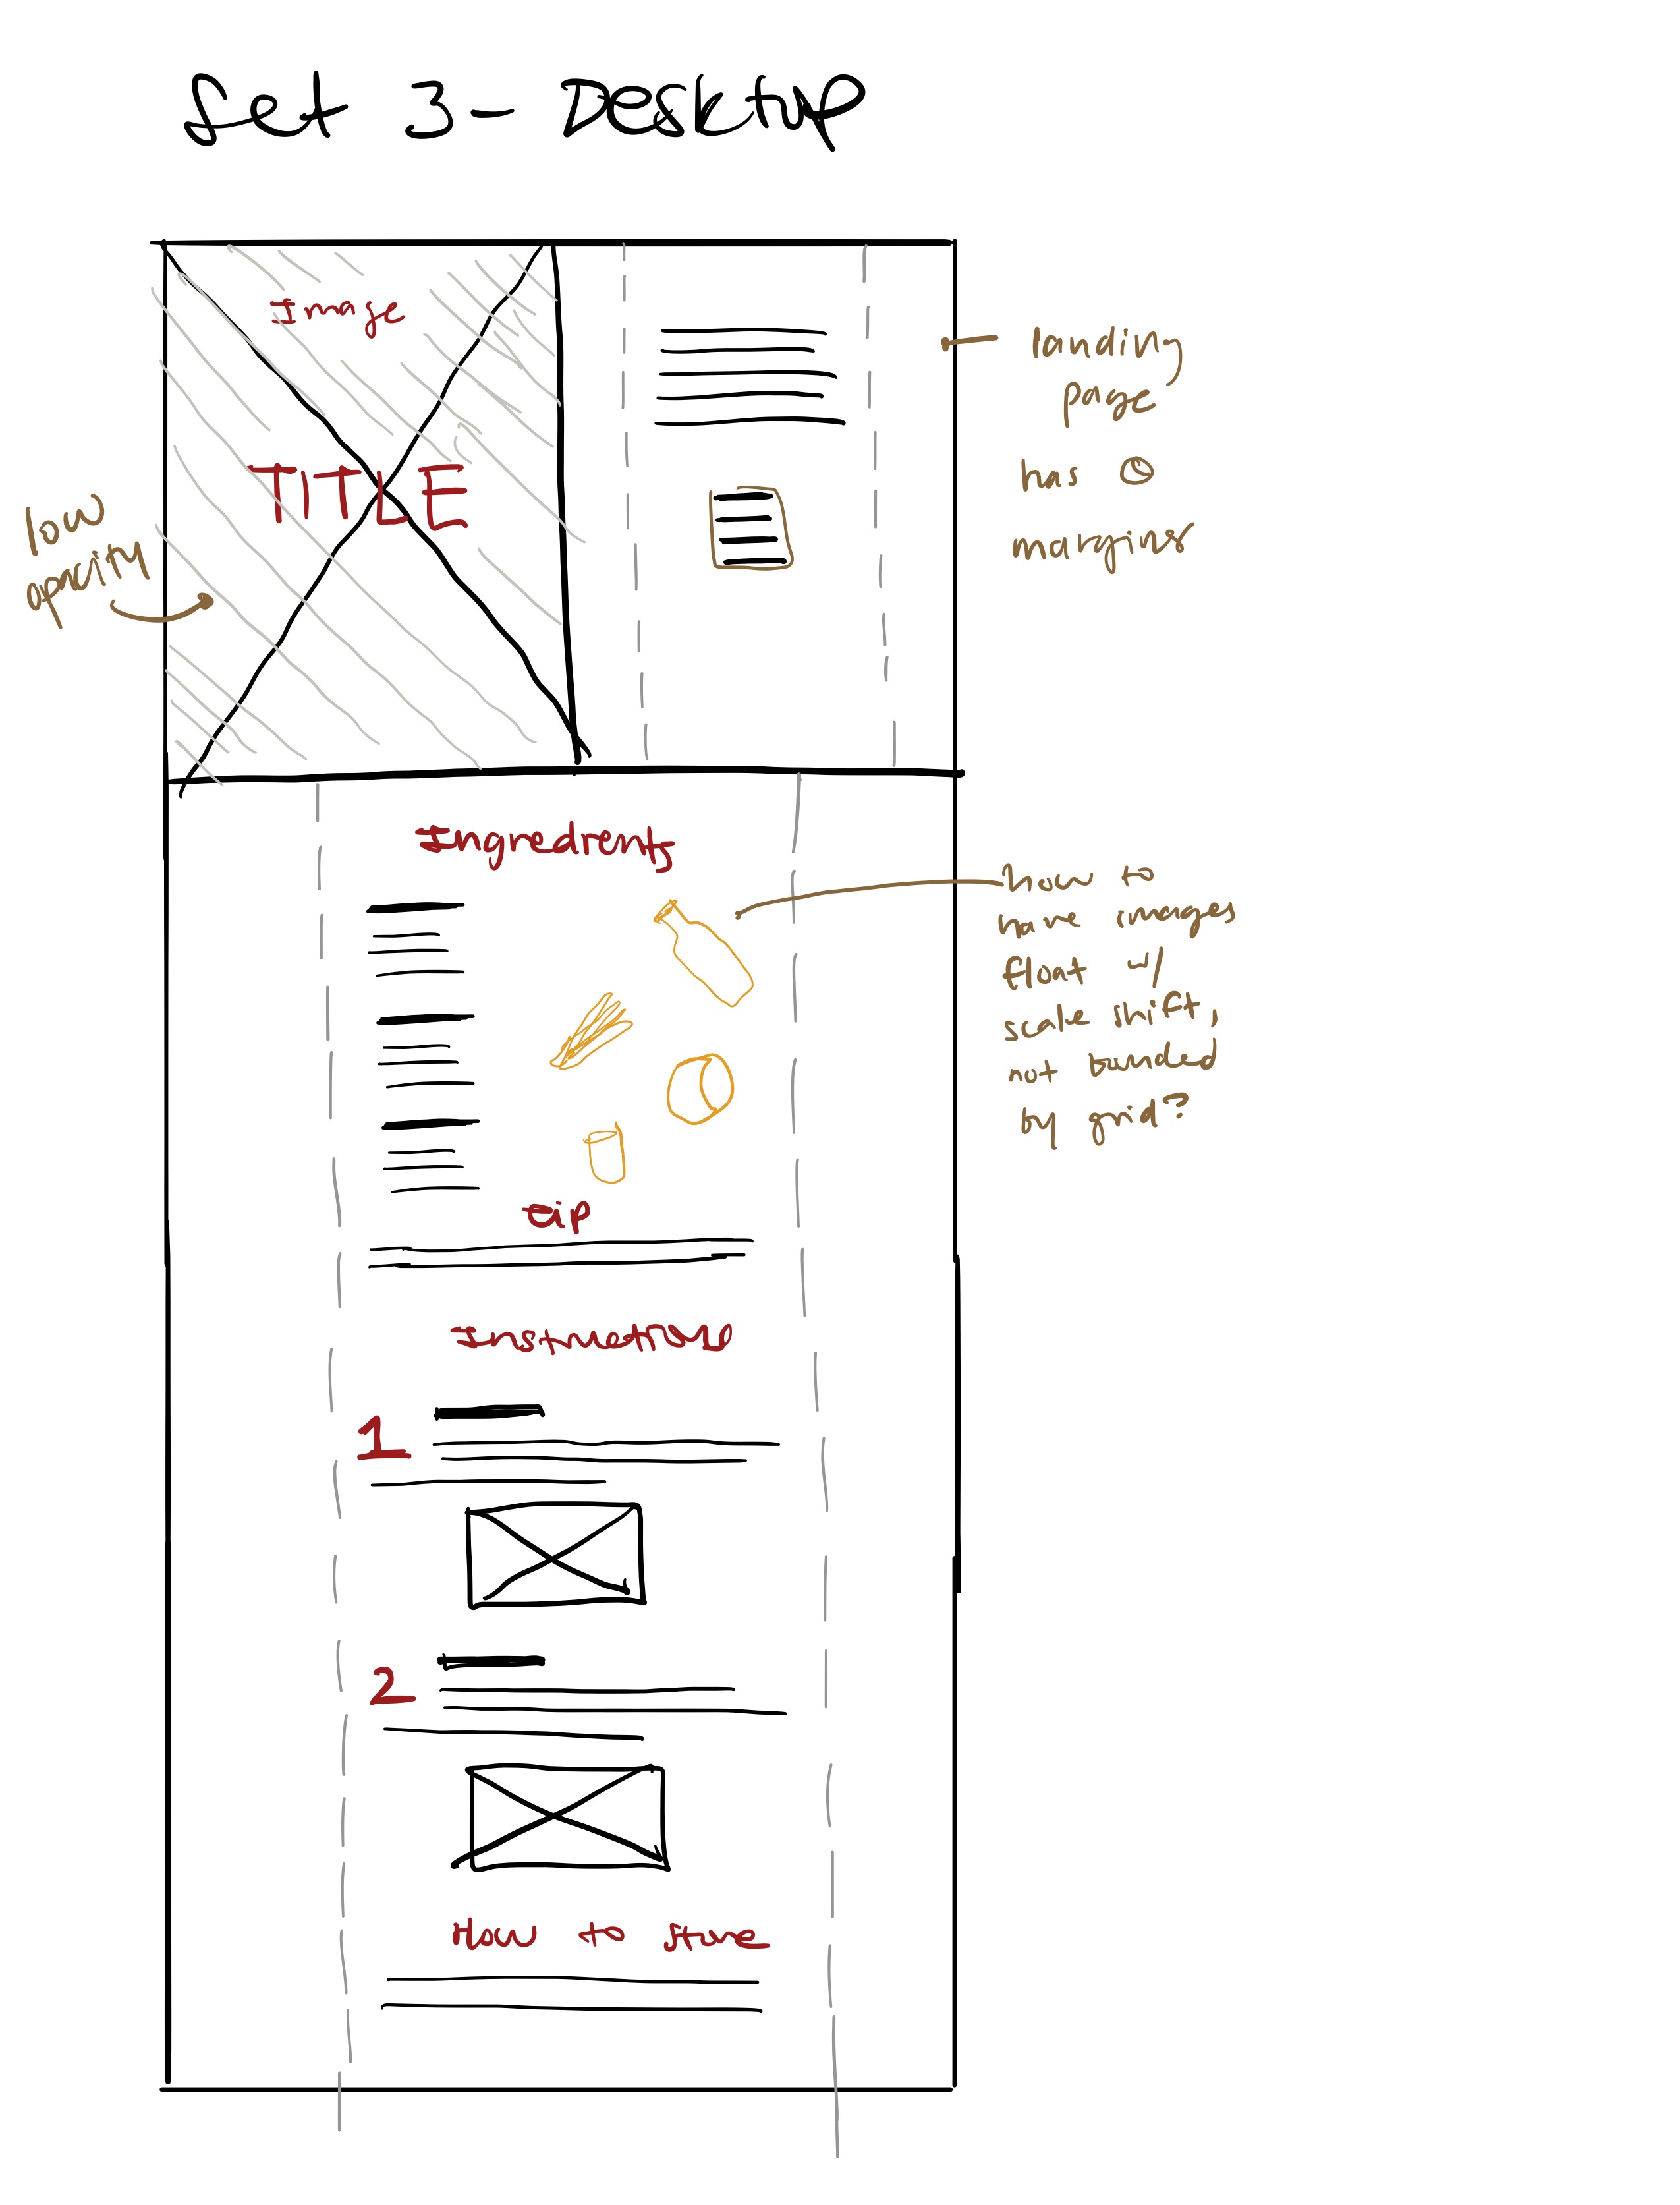 Set 3 - Desktop
Image
landing
page
TITLE
has 0
margins
low
opacity
Ingredients
how to
have images
float w/
scale shift,
not bounded
by grid?
tip
Instructions
1
2
How to store